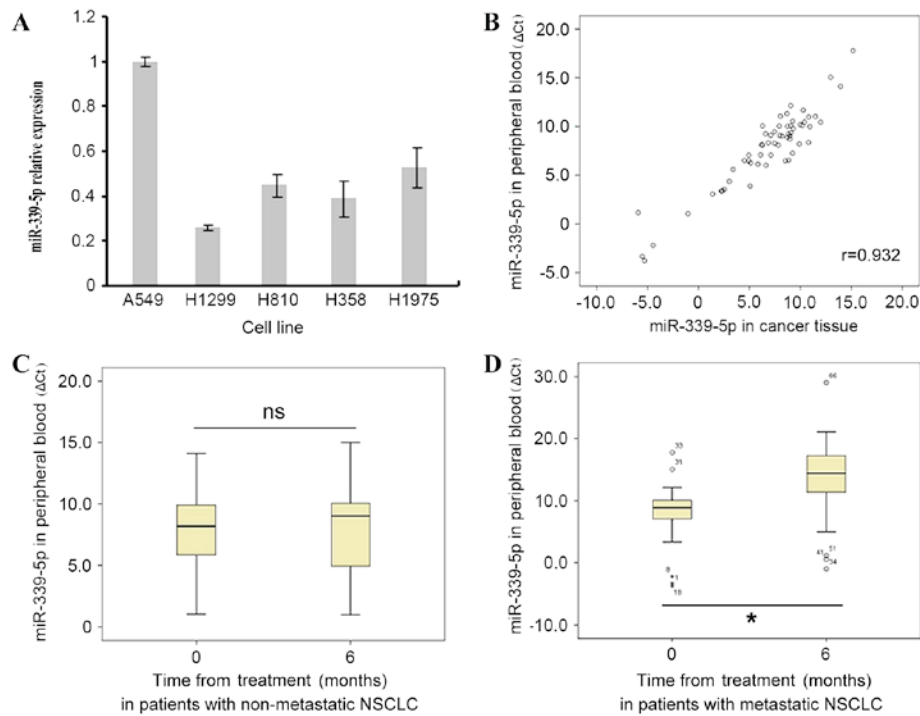 A
miR-339-5p relative expression
1.2
1
0.8
0.6
0.4
0.2
0
A549 H1299 H810 H358 H1975
Cell line
B
miR-339-5p in peripheral blood (ΔCt)
20.0
15.0
10.0
5.0
0
-5.0
r=0.932
-10.0 -5.0 0 5.0 10.0 15.0 20.0
miR-339-5p in cancer tissue
C
miR-339-5p in peripheral blood (ΔCt)
20.0
15.0
10.0
5.0
0
ns
0 6
Time from treatment (months)
in patients with non-metastatic NSCLC
D
miR-339-5p in peripheral blood (ΔCt)
30.0
20.0
10.0
0.0
-10.0
66
33
31
8
1
18
41
51
34
*
0 6
Time from treatment (months)
in patients with metastatic NSCLC